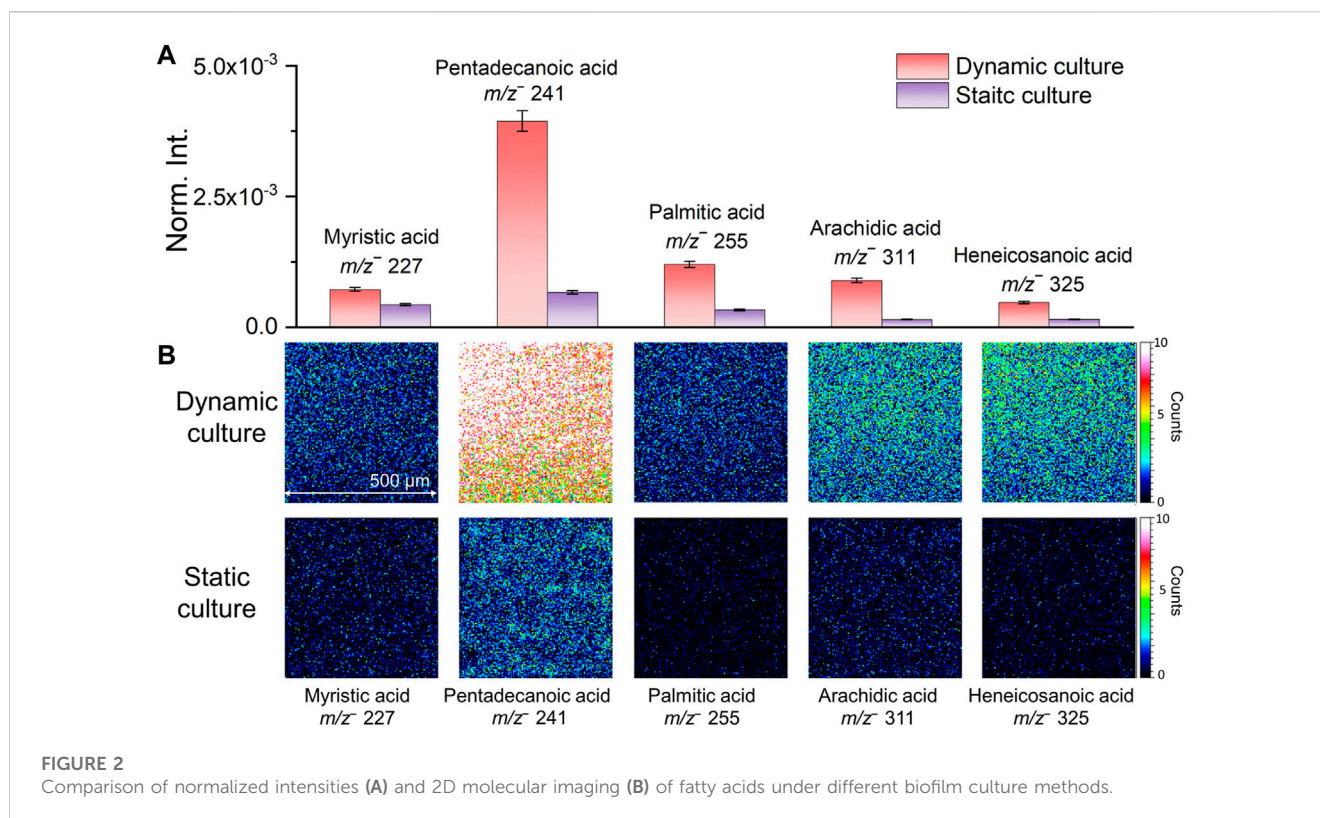 A
5.0x10⁻³
2.5x10⁻³
0.0
Norm. Int.
Dynamic culture
Staitc culture
Myristic acid
m/z⁻ 227
Pentadecanoic acid
m/z⁻ 241
Palmitic acid
m/z⁻ 255
Arachidic acid
m/z⁻ 311
Heneicosanoic acid
m/z⁻ 325
B
Dynamic
culture
500 µm
10
5
0
Counts
Static
culture
10
5
0
Counts
Myristic acid
m/z⁻ 227
Pentadecanoic acid
m/z⁻ 241
Palmitic acid
m/z⁻ 255
Arachidic acid
m/z⁻ 311
Heneicosanoic acid
m/z⁻ 325
FIGURE 2
Comparison of normalized intensities (A) and 2D molecular imaging (B) of fatty acids under different biofilm culture methods.